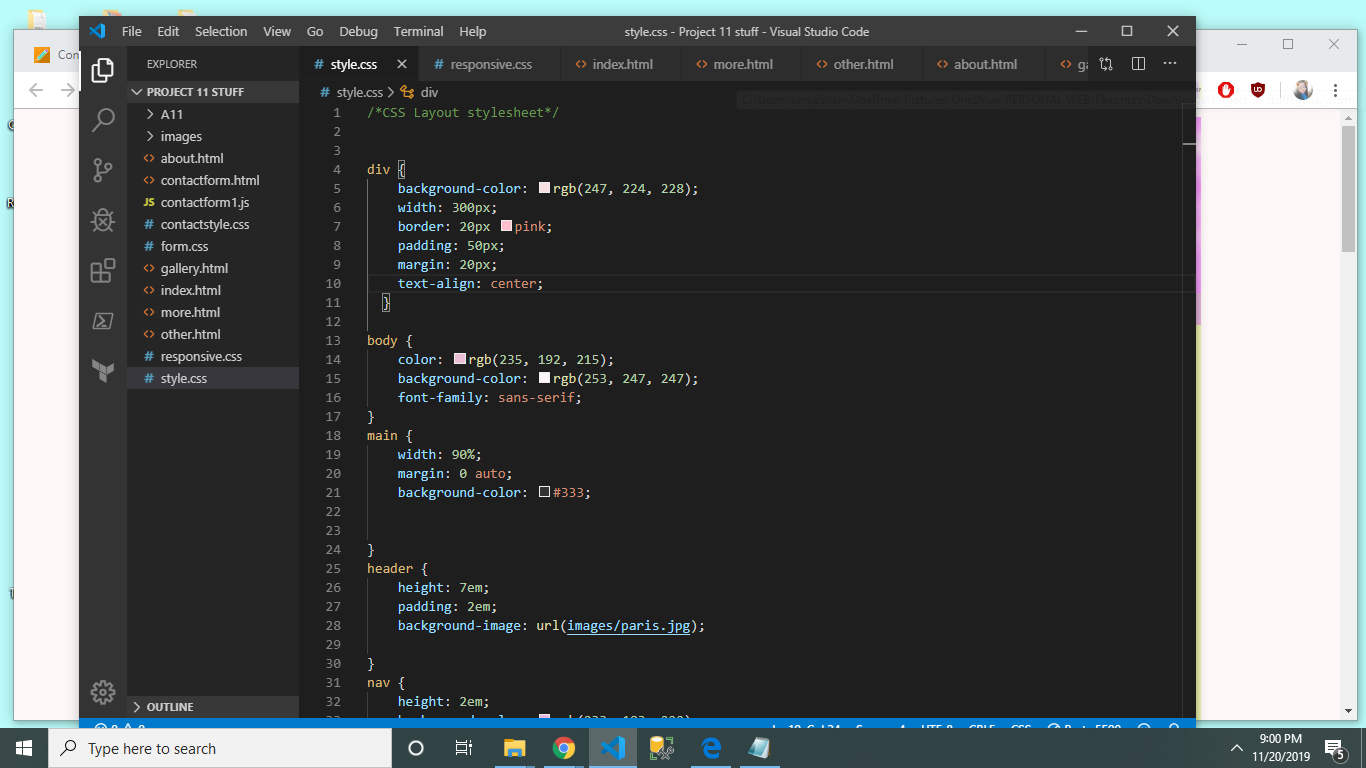 File Edit Selection View Go Debug Terminal Help style.css - Project 11 stuff - Visual Studio Code
Con
EXPLORER
style.css
responsive.css
index.html
more.html
other.html
about.html
ga
PROJECT 11 STUFF
A11
images
about.html
contactform.html
JS contactform1.js
contactstyle.css
form.css
gallery.html
index.html
more.html
other.html
responsive.css
style.css
OUTLINE
style.css > div
1 /*CSS Layout stylesheet*/
2
3
4 div {
5 background-color: rgb(247, 224, 228);
6 width: 300px;
7 border: 20px pink;
8 padding: 50px;
9 margin: 20px;
10 text-align: center;
11 }
12
13 body {
14 color: rgb(235, 192, 215);
15 background-color: rgb(253, 247, 247);
16 font-family: sans-serif;
17 }
18 main {
19 width: 90%;
20 margin: 0 auto;
21 background-color: #333;
22
23
24 }
25 header {
26 height: 7em;
27 padding: 2em;
28 background-image: url(images/paris.jpg);
29
30 }
31 nav {
32 height: 2em;
Type here to search
9:00 PM
11/20/2019
5